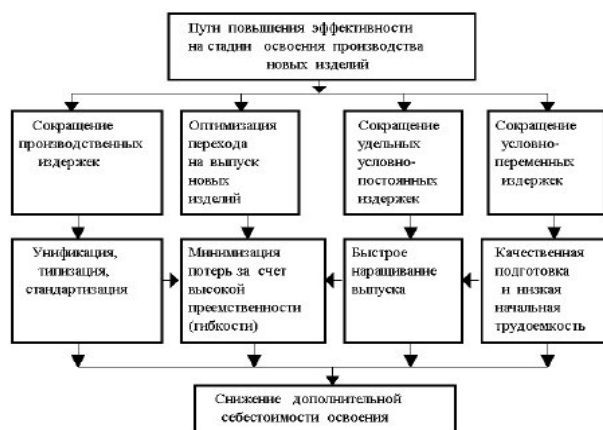 Пути повышения эффективности
на стадии освоения производства
новых изделий
Сокращение
производственных
издержек
Оптимизация
перехода
на выпуск
новых
изделий
Сокращение
удельных
условно-
постоянных
издержек
Сокращение
условно-
переменных
издержек
Унификация,
типизация,
стандартизация
Минимизация
потерь за счет
высокой
преемственности
(гибкости)
Быстрое
наращивание
выпуска
Качественная
подготовка
и низкая
начальная
трудоемкость
Снижение дополнительной
себестоимости освоения